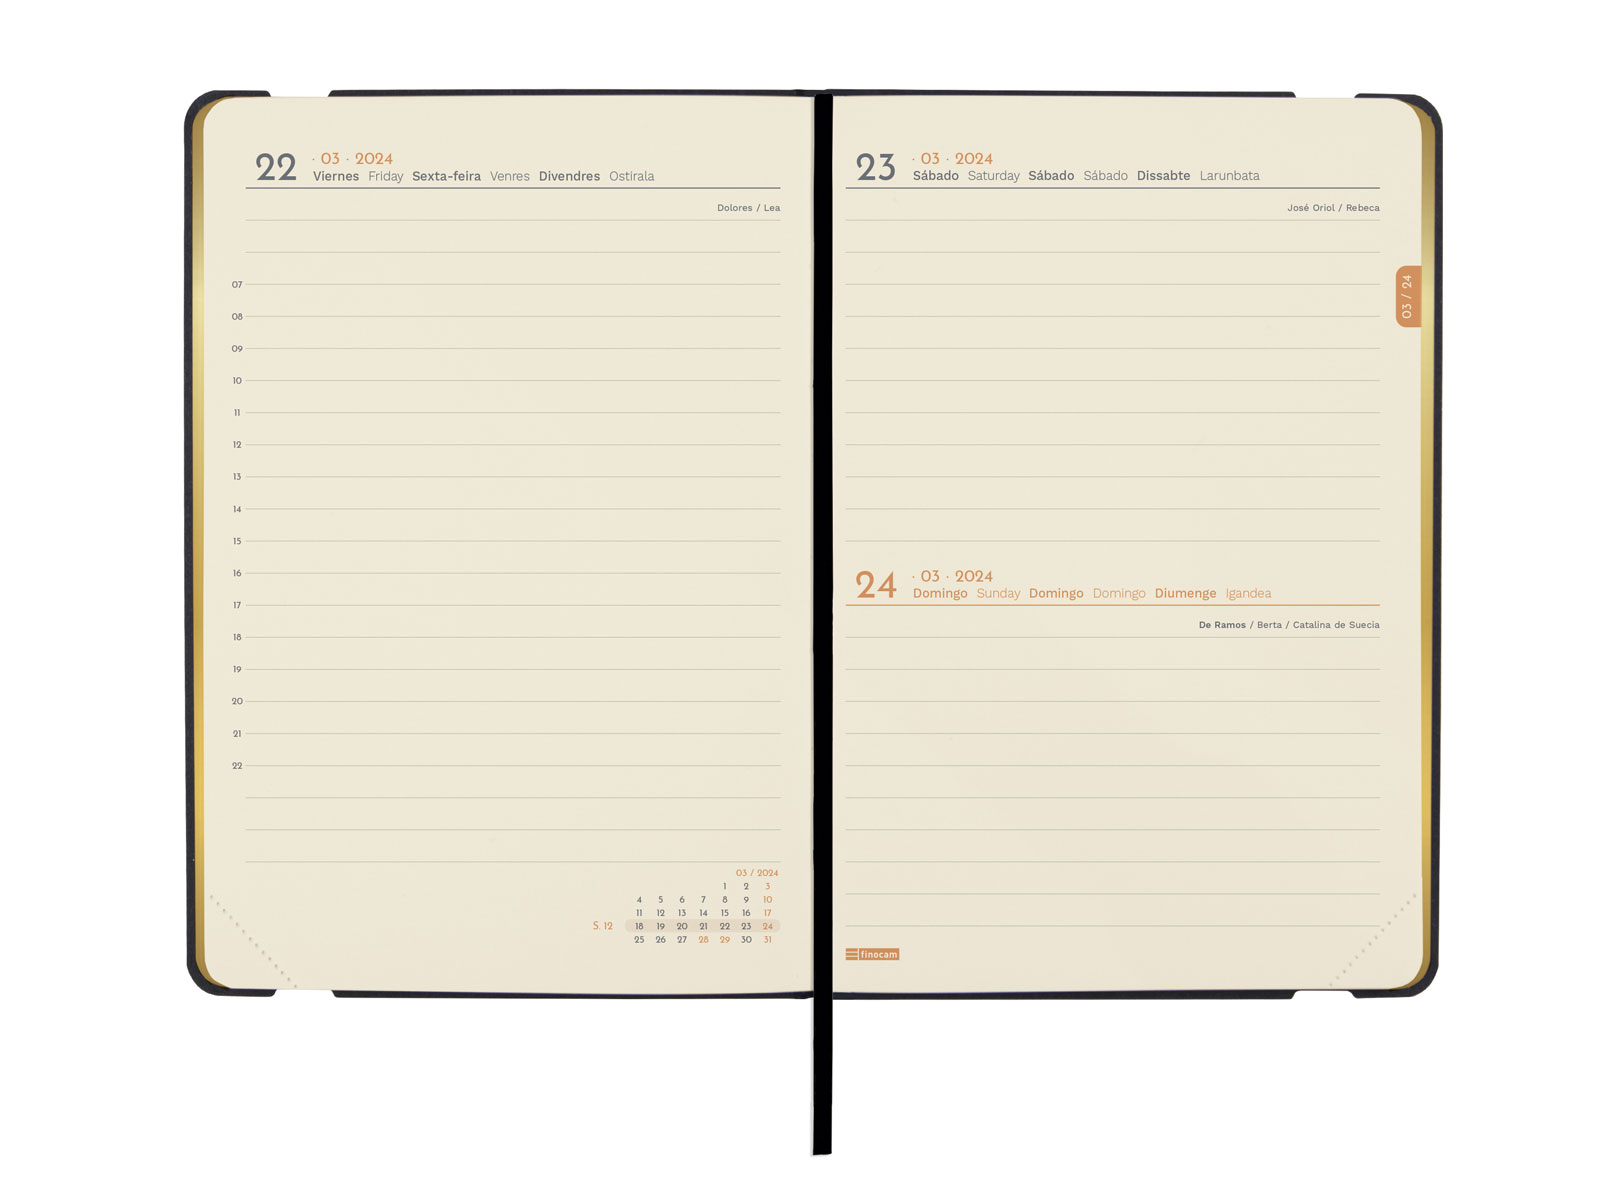 22 · 03 · 2024
Viernes Friday Sexta-feira Venres Divendres Ostirala
Dolores / Lea
07
08
09
10
11
12
13
14
15
16
17
18
19
20
21
22
03 / 2024
1 2 3
4 5 6 7 8 9 10
11 12 13 14 15 16 17
S. 12 18 19 20 21 22 23 24
25 26 27 28 29 30 31
23 · 03 · 2024
Sábado Saturday Sábado Sábado Dissabte Larunbata
José Oriol / Rebeca
03 / 24
24 · 03 · 2024
Domingo Sunday Domingo Domingo Diumenge Igandea
De Ramos / Berta / Catalina de Suecia
finocam